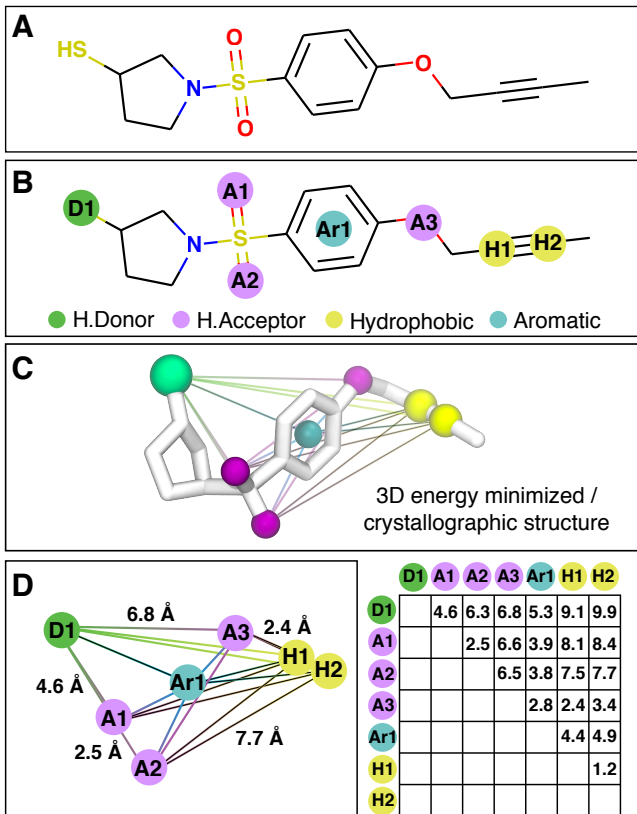 A
HS
N
S
O
O
O
B
D1
N
S
A1
A2
Ar1
A3
H1
H2
H.Donor H.Acceptor Hydrophobic Aromatic
C
3D energy minimized /
crystallographic structure
D
6.8 Å
2.4 Å
D1
A3
H1
H2
Ar1
4.6 Å
A1
2.5 Å
A2
7.7 Å
D1 A1 A2 A3 Ar1 H1 H2
D1 4.6 6.3 6.8 5.3 9.1 9.9
A1 2.5 6.6 3.9 8.1 8.4
A2 6.5 3.8 7.5 7.7
A3 2.8 2.4 3.4
Ar1 4.4 4.9
H1 1.2
H2